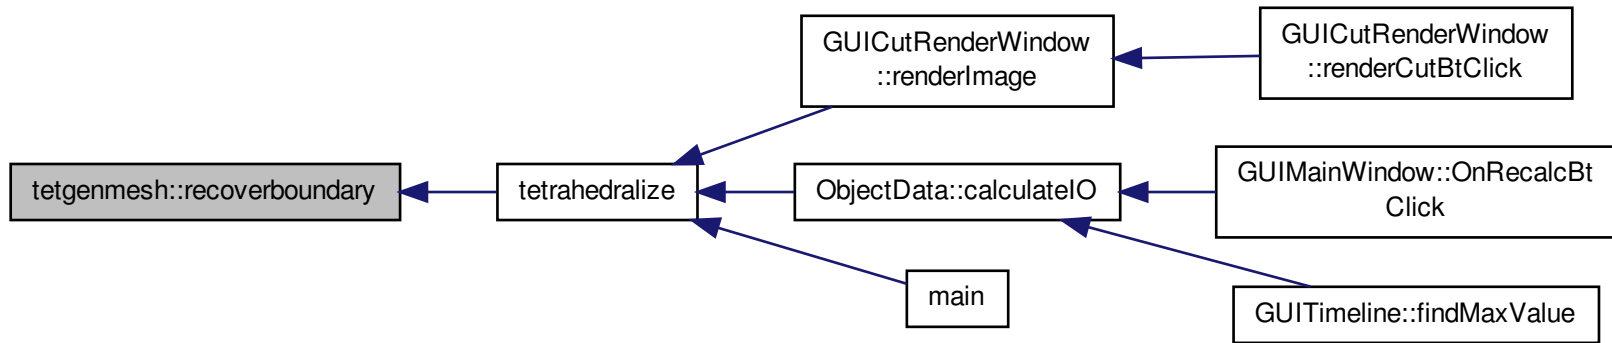 GUICutRenderWindow
::renderImage
GUICutRenderWindow
::renderCutBtClick
tetgenmesh::recoverboundary
tetrahedralize
ObjectData::calculateIO
GUIMainWindow::OnRecalcBt
Click
main
GUITimeline::findMaxValue